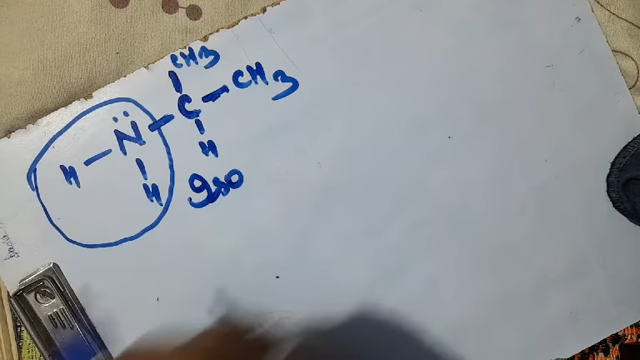 CH3
C - CH3
H - N̈ -
H
H
Iso